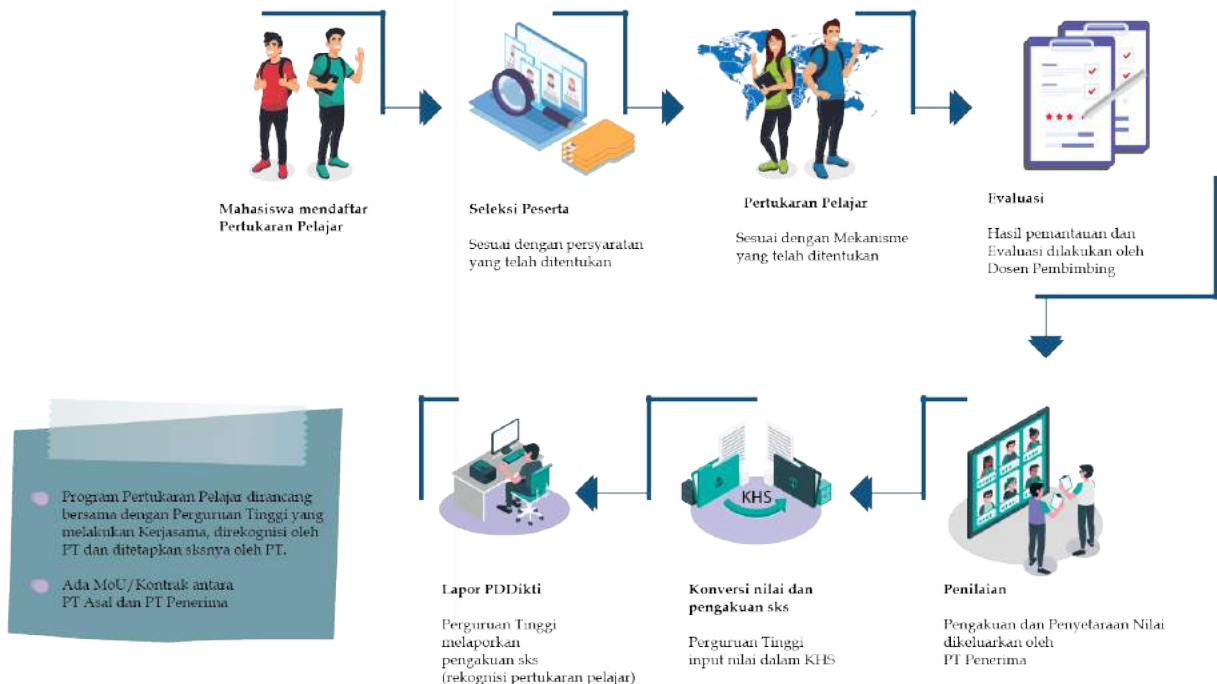 Mahasiswa mendaftar
Pertukaran Pelajar
Seleksi Peserta
Sesuai dengan persyaratan
yang telah ditentukan
Pertukaran Pelajar
Sesuai dengan Mekanisme
yang telah ditentukan
Evaluasi
Hasil pemantauan dan
Evaluasi dilakukan oleh
Dosen Pembimbing
Penilaian
Pengakuan dan Penyetaraan Nilai
dikeluarkan oleh
PT Penerima
KHS
Konversi nilai dan
pengakuan sks
Perguruan Tinggi
input nilai dalam KHS
Lapor PDDikti
Perguruan Tinggi
melaporkan
pengakuan sks
(rekognisi pertukaran pelajar)
Program Pertukaran Pelajar dirancang
bersama dengan Perguruan Tinggi yang
melakukan Kerjasama, direkognisi oleh
PT dan ditetapkan sksnya oleh PT.
Ada MoU/Kontrak antara
PT Asal dan PT Penerima